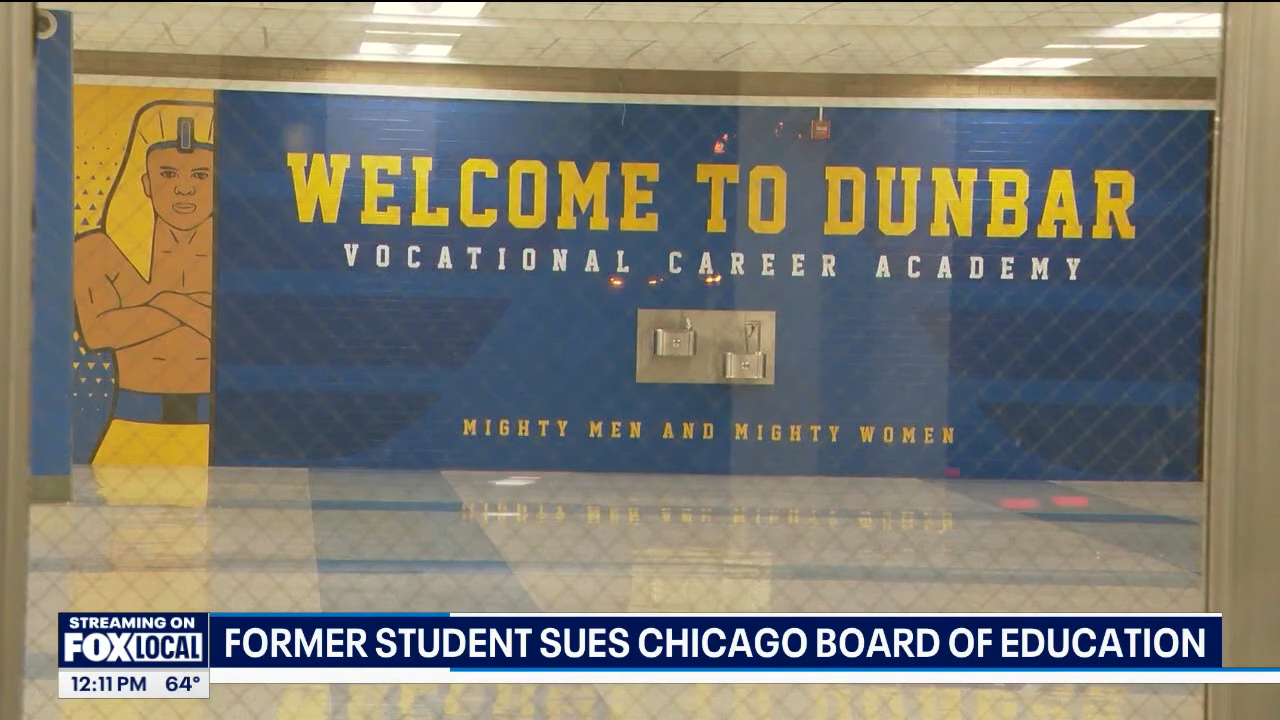 WELCOME TO DUNBAR
VOCATIONAL CAREER ACADEMY
MIGHTY MEN AND MIGHTY WOMEN
STREAMING ON
FOX LOCAL
FORMER STUDENT SUES CHICAGO BOARD OF EDUCATION
12:11 PM 64°